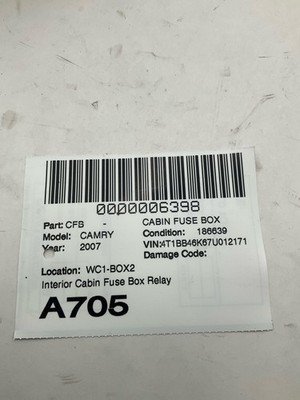 0000006398
Part: CFB - CABIN FUSE BOX
Model: CAMRY Condition: 186639
Year: 2007 VIN:4T1BB46K67U012171
Damage Code:
Location: WC1-BOX2
Interior Cabin Fuse Box Relay
A705